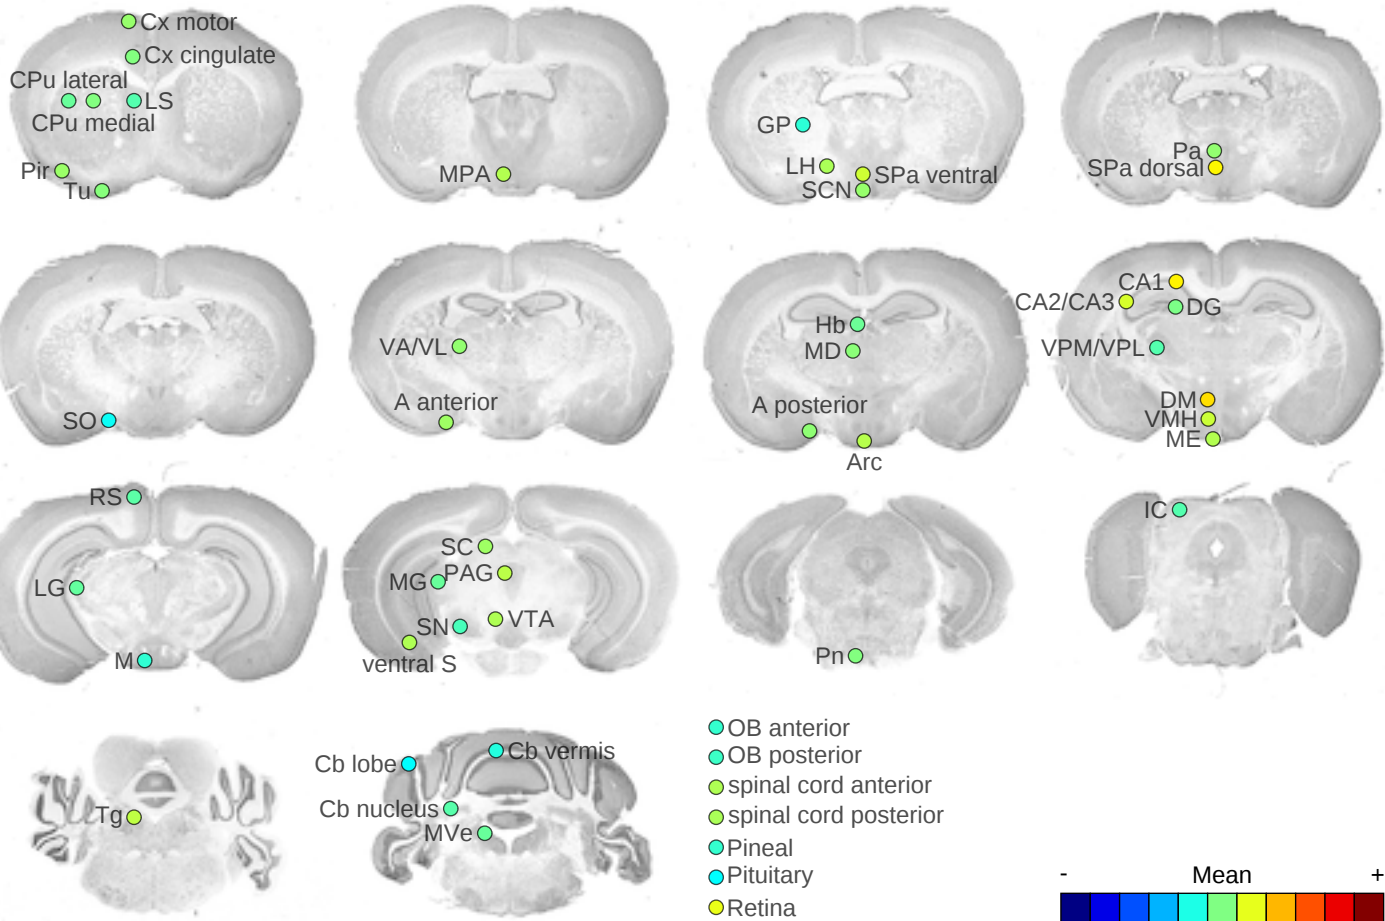 Cx motor
Cx cingulate
CPu lateral
LS
CPu medial
Pir
Tu
MPA
GP
LH
SPa ventral
SCN
Pa
SPa dorsal
SO
VA/VL
A anterior
Hb
MD
A posterior
Arc
CA1
CA2/CA3
DG
VPM/VPL
DM
VMH
ME
RS
LG
M
SC
PAG
MG
VTA
SN
ventral S
Pn
IC
Tg
Cb lobe
Cb vermis
Cb nucleus
MVe
OB anterior
OB posterior
spinal cord anterior
spinal cord posterior
Pineal
Pituitary
Retina
- Mean +